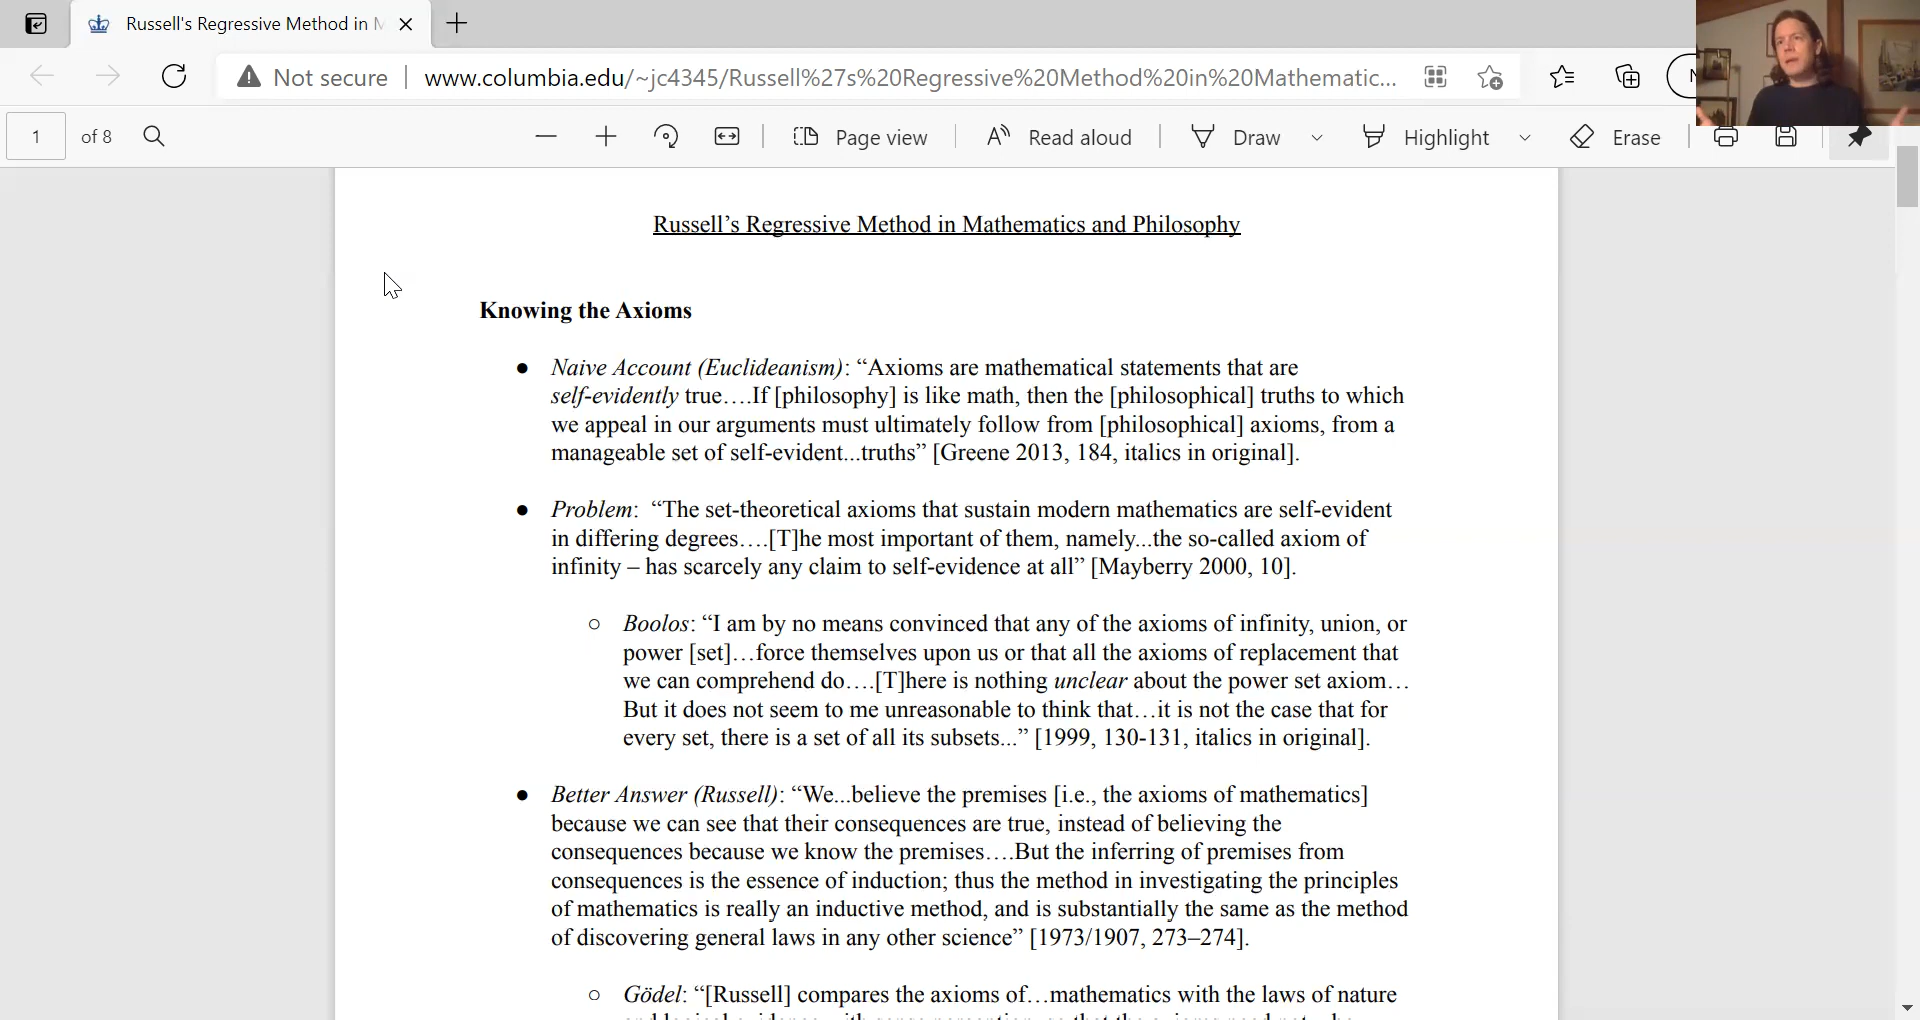 Russell's Regressive Method in M
Not secure | www.columbia.edu/~jc4345/Russell%27s%20Regressive%20Method%20in%20Mathematic...
1 of 8 Page view Read aloud Draw Highlight Erase
Russell’s Regressive Method in Mathematics and Philosophy
Knowing the Axioms
● Naive Account (Euclideanism): “Axioms are mathematical statements that are
self-evidently true….If [philosophy] is like math, then the [philosophical] truths to which
we appeal in our arguments must ultimately follow from [philosophical] axioms, from a
manageable set of self-evident...truths” [Greene 2013, 184, italics in original].
● Problem: “The set-theoretical axioms that sustain modern mathematics are self-evident
in differing degrees….[T]he most important of them, namely...the so-called axiom of
infinity – has scarcely any claim to self-evidence at all” [Mayberry 2000, 10].
○ Boolos: “I am by no means convinced that any of the axioms of infinity, union, or
power [set]…force themselves upon us or that all the axioms of replacement that
we can comprehend do….[T]here is nothing unclear about the power set axiom…
But it does not seem to me unreasonable to think that…it is not the case that for
every set, there is a set of all its subsets...” [1999, 130-131, italics in original].
● Better Answer (Russell): “We...believe the premises [i.e., the axioms of mathematics]
because we can see that their consequences are true, instead of believing the
consequences because we know the premises….But the inferring of premises from
consequences is the essence of induction; thus the method in investigating the principles
of mathematics is really an inductive method, and is substantially the same as the method
of discovering general laws in any other science” [1973/1907, 273–274].
○ Gödel: “[Russell] compares the axioms of…mathematics with the laws of nature